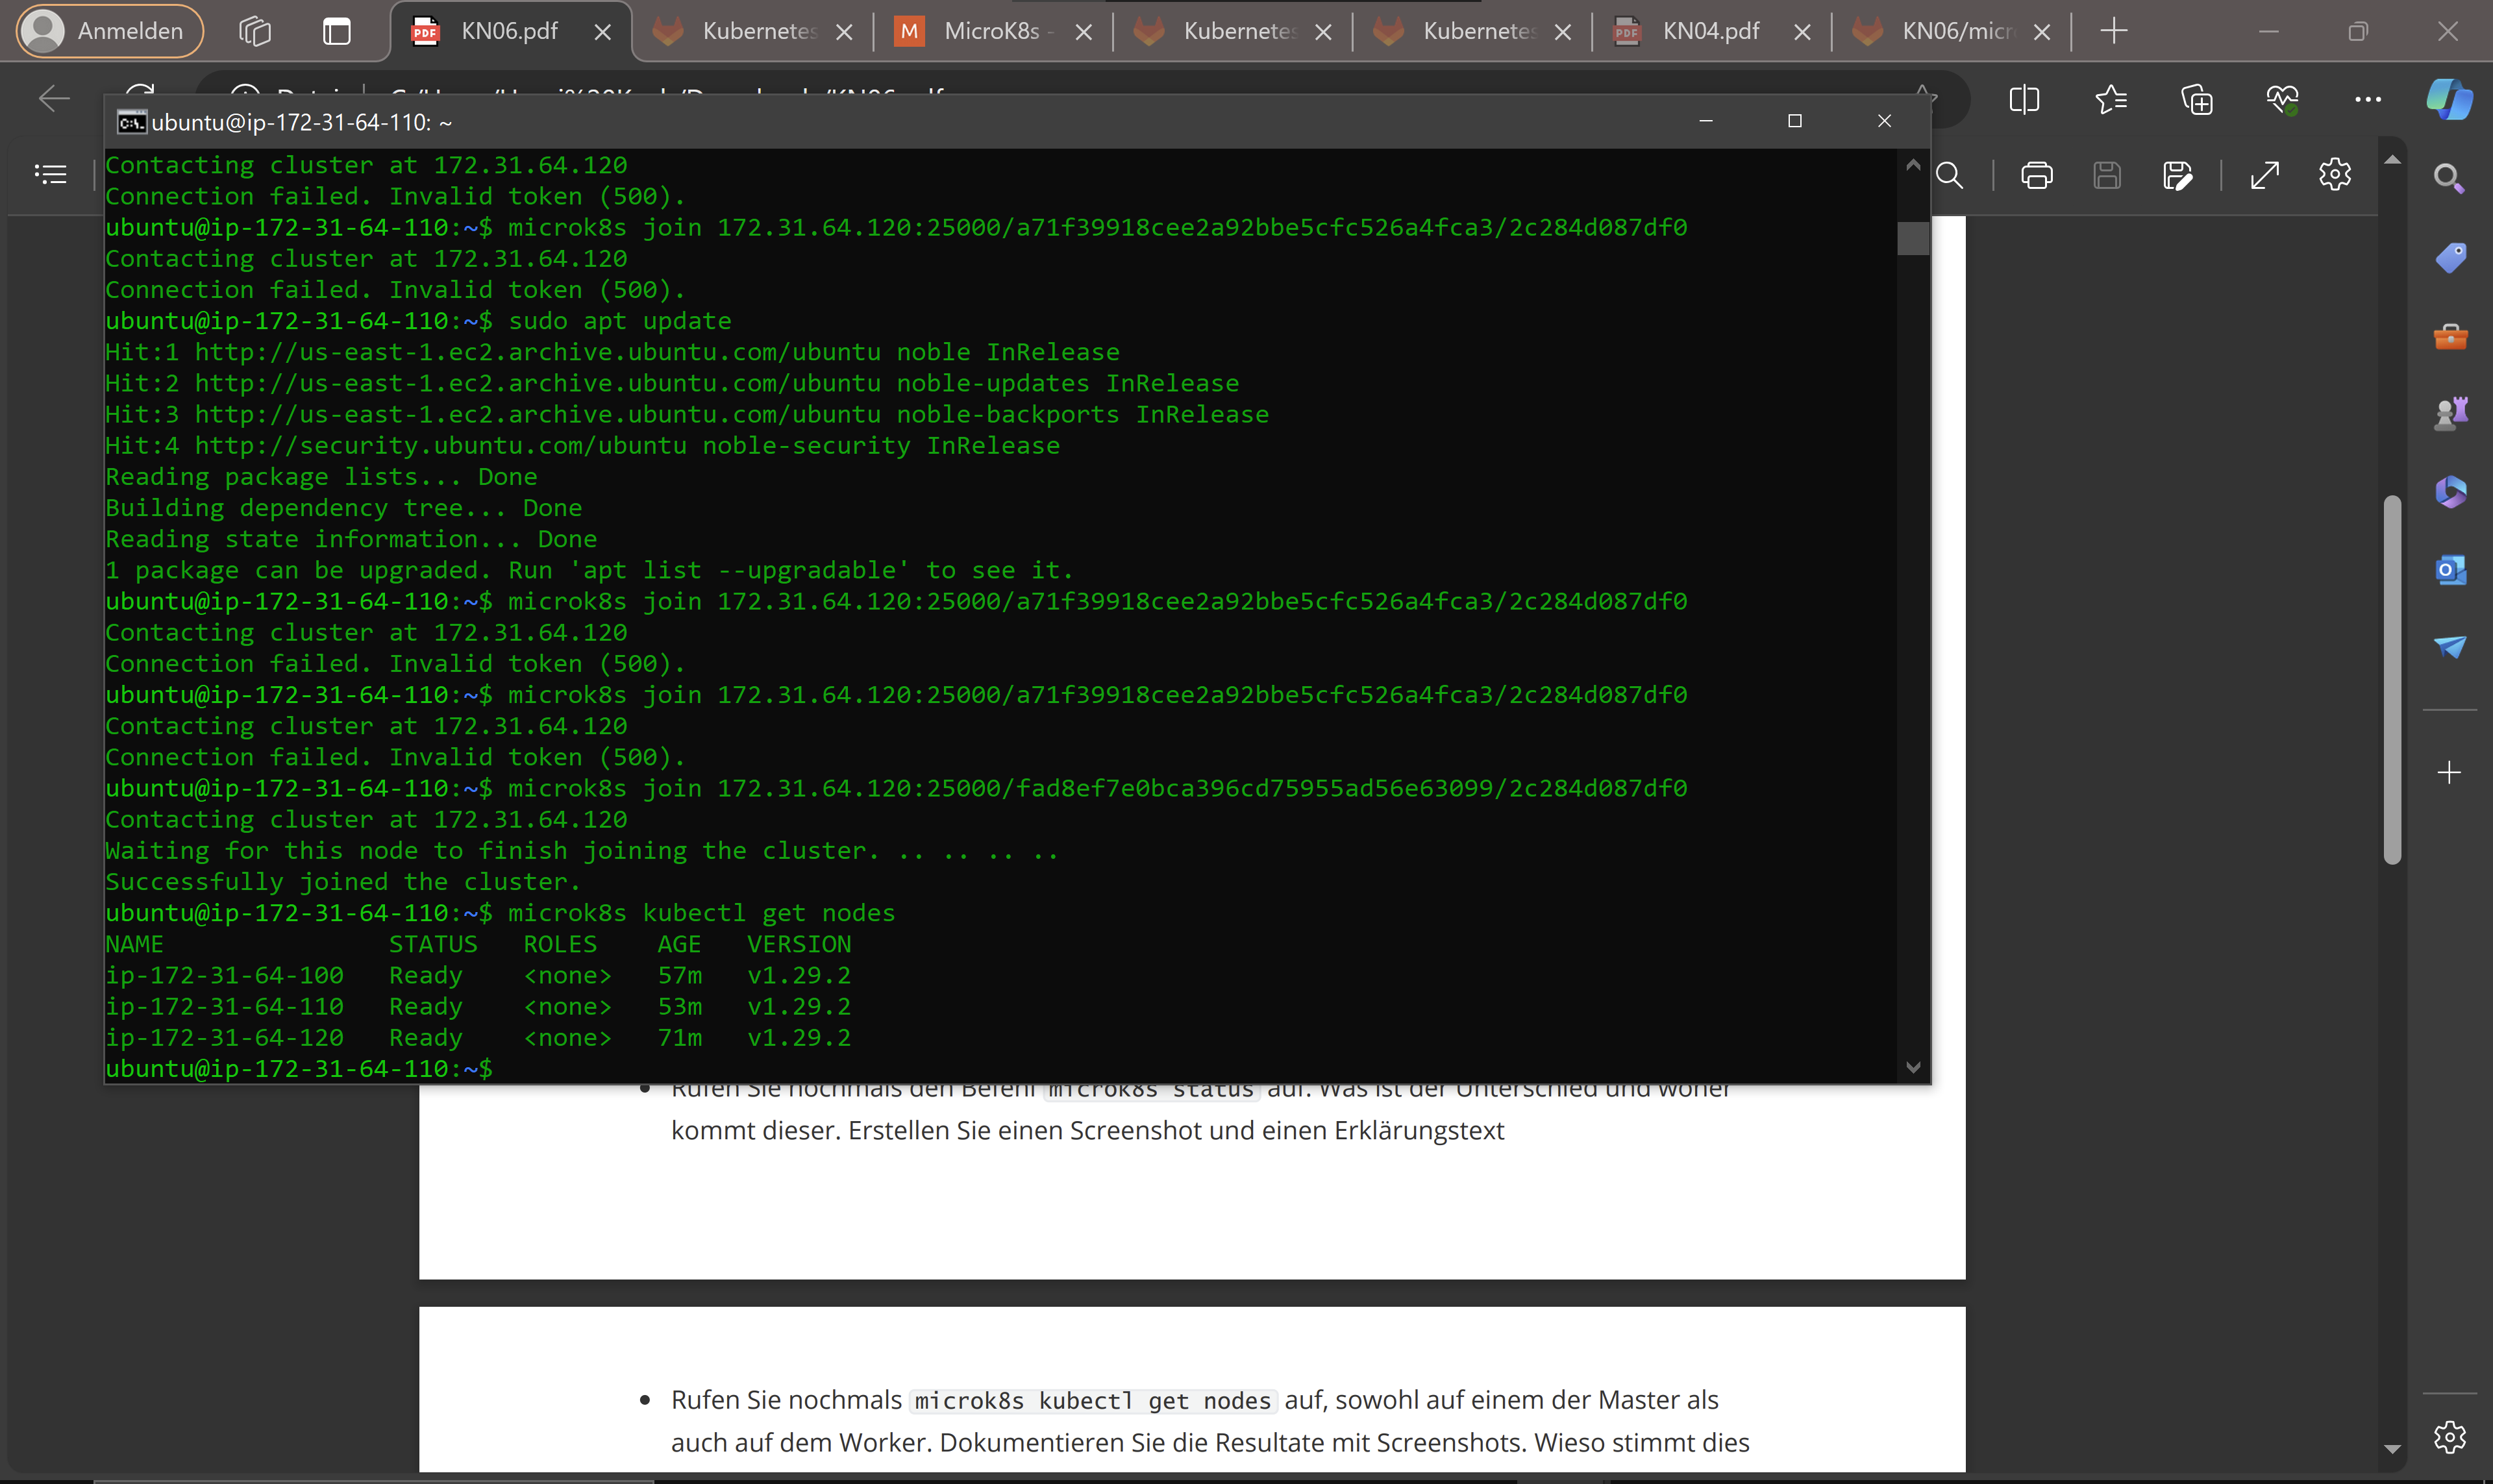 Anmelden
KN06.pdf
Kubernetes
MicroK8s -
Kubernetes
Kubernetes
KN04.pdf
KN06/micr
ubuntu@ip-172-31-64-110: ~
Contacting cluster at 172.31.64.120
Connection failed. Invalid token (500).
ubuntu@ip-172-31-64-110:~$ microk8s join 172.31.64.120:25000/a71f39918cee2a92bbe5cfc526a4fca3/2c284d087df0
Contacting cluster at 172.31.64.120
Connection failed. Invalid token (500).
ubuntu@ip-172-31-64-110:~$ sudo apt update
Hit:1 http://us-east-1.ec2.archive.ubuntu.com/ubuntu noble InRelease
Hit:2 http://us-east-1.ec2.archive.ubuntu.com/ubuntu noble-updates InRelease
Hit:3 http://us-east-1.ec2.archive.ubuntu.com/ubuntu noble-backports InRelease
Hit:4 http://security.ubuntu.com/ubuntu noble-security InRelease
Reading package lists... Done
Building dependency tree... Done
Reading state information... Done
1 package can be upgraded. Run 'apt list --upgradable' to see it.
ubuntu@ip-172-31-64-110:~$ microk8s join 172.31.64.120:25000/a71f39918cee2a92bbe5cfc526a4fca3/2c284d087df0
Contacting cluster at 172.31.64.120
Connection failed. Invalid token (500).
ubuntu@ip-172-31-64-110:~$ microk8s join 172.31.64.120:25000/a71f39918cee2a92bbe5cfc526a4fca3/2c284d087df0
Contacting cluster at 172.31.64.120
Connection failed. Invalid token (500).
ubuntu@ip-172-31-64-110:~$ microk8s join 172.31.64.120:25000/fad8ef7e0bca396cd75955ad56e63099/2c284d087df0
Contacting cluster at 172.31.64.120
Waiting for this node to finish joining the cluster. .. .. .. ..
Successfully joined the cluster.
ubuntu@ip-172-31-64-110:~$ microk8s kubectl get nodes
NAME STATUS ROLES AGE VERSION
ip-172-31-64-100 Ready <none> 57m v1.29.2
ip-172-31-64-110 Ready <none> 53m v1.29.2
ip-172-31-64-120 Ready <none> 71m v1.29.2
ubuntu@ip-172-31-64-110:~$
• Rufen Sie nochmals den Befehl microk8s status auf. Was ist der Unterschied und woher
kommt dieser. Erstellen Sie einen Screenshot und einen Erklärungstext
• Rufen Sie nochmals microk8s kubectl get nodes auf, sowohl auf einem der Master als
auch auf dem Worker. Dokumentieren Sie die Resultate mit Screenshots. Wieso stimmt dies